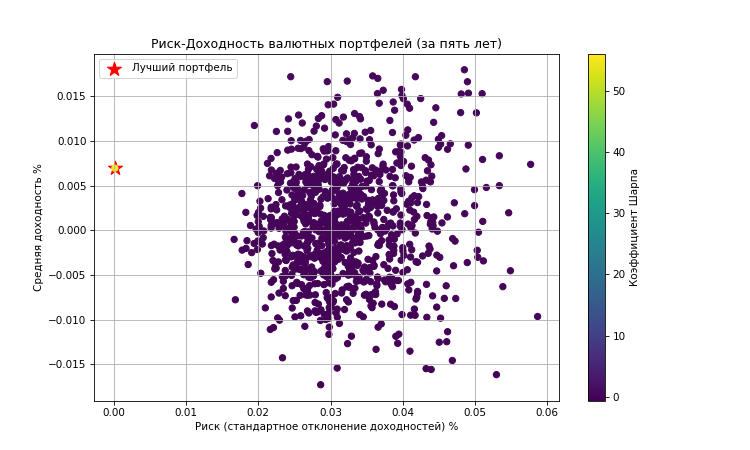 Риск-Доходность валютных портфелей (за пять лет)
Лучший портфель
Средняя доходность %
0.015
0.010
0.005
0.000
−0.005
−0.010
−0.015
0.00 0.01 0.02 0.03 0.04 0.05 0.06
Риск (стандартное отклонение доходностей) %
50
40
30
20
10
0
Коэффициент Шарпа